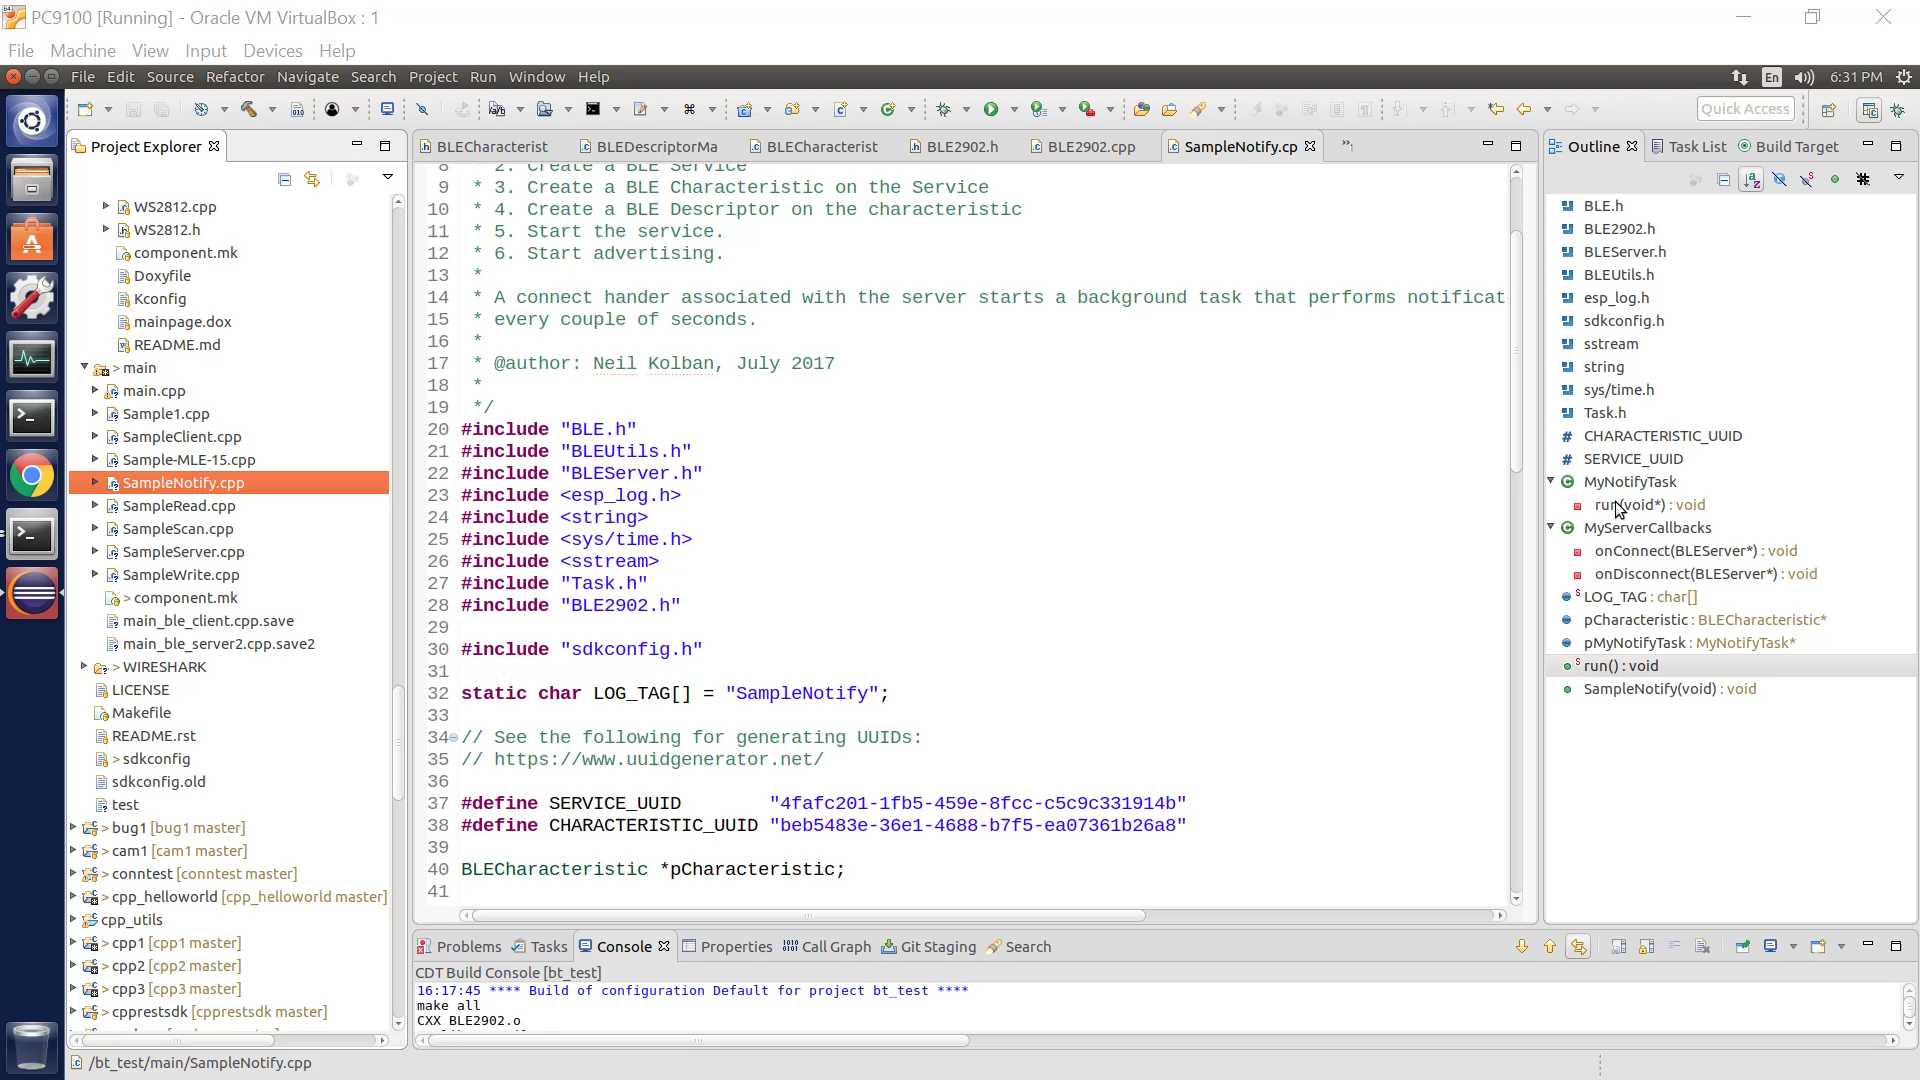 PC9100 [Running] - Oracle VM VirtualBox : 1
File Machine View Input Devices Help
File Edit Source Refactor Navigate Search Project Run Window Help
En 6:31 PM
Quick Access
Project Explorer
WS2812.cpp
WS2812.h
component.mk
Doxyfile
Kconfig
mainpage.dox
README.md
> main
main.cpp
Sample1.cpp
SampleClient.cpp
Sample-MLE-15.cpp
SampleNotify.cpp
SampleRead.cpp
SampleScan.cpp
SampleServer.cpp
SampleWrite.cpp
> component.mk
main_ble_client.cpp.save
main_ble_server2.cpp.save2
> WIRESHARK
LICENSE
Makefile
README.rst
> sdkconfig
sdkconfig.old
test
> bug1 [bug1 master]
> cam1 [cam1 master]
> conntest [conntest master]
> cpp_helloworld [cpp_helloworld master]
cpp_utils
> cpp1 [cpp1 master]
> cpp2 [cpp2 master]
> cpp3 [cpp3 master]
> cpprestsdk [cpprestsdk master]
BLECharacterist BLEDescriptorMa BLECharacterist BLE2902.h BLE2902.cpp SampleNotify.cp
8 * 2. Create a BLE Service
9 * 3. Create a BLE Characteristic on the Service
10 * 4. Create a BLE Descriptor on the characteristic
11 * 5. Start the service.
12 * 6. Start advertising.
13 *
14 * A connect hander associated with the server starts a background task that performs notificat
15 * every couple of seconds.
16 *
17 * @author: Neil Kolban, July 2017
18 *
19 */
20 #include "BLE.h"
21 #include "BLEUtils.h"
22 #include "BLEServer.h"
23 #include <esp_log.h>
24 #include <string>
25 #include <sys/time.h>
26 #include <sstream>
27 #include "Task.h"
28 #include "BLE2902.h"
29
30 #include "sdkconfig.h"
31
32 static char LOG_TAG[] = "SampleNotify";
33
34 // See the following for generating UUIDs:
35 // https://www.uuidgenerator.net/
36
37 #define SERVICE_UUID "4fafc201-1fb5-459e-8fcc-c5c9c331914b"
38 #define CHARACTERISTIC_UUID "beb5483e-36e1-4688-b7f5-ea07361b26a8"
39
40 BLECharacteristic *pCharacteristic;
41
Outline Task List Build Target
BLE.h
BLE2902.h
BLEServer.h
BLEUtils.h
esp_log.h
sdkconfig.h
sstream
string
sys/time.h
Task.h
# CHARACTERISTIC_UUID
# SERVICE_UUID
MyNotifyTask
run(void*) : void
MyServerCallbacks
onConnect(BLEServer*) : void
onDisconnect(BLEServer*) : void
LOG_TAG : char[]
pCharacteristic : BLECharacteristic*
pMyNotifyTask : MyNotifyTask*
run() : void
SampleNotify(void) : void
Problems Tasks Console Properties Call Graph Git Staging Search
CDT Build Console [bt_test]
16:17:45 **** Build of configuration Default for project bt_test ****
make all
CXX BLE2902.o
/bt_test/main/SampleNotify.cpp